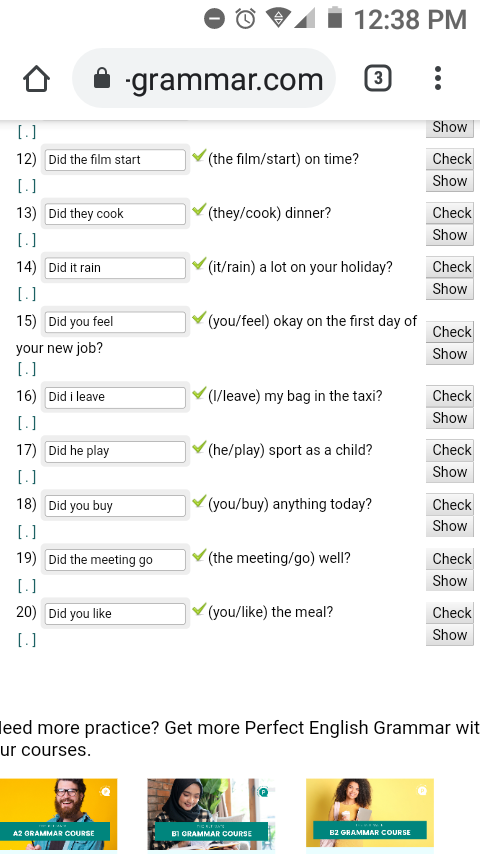 12:38 PM
-grammar.com 3
Show
[ . ]
12) Did the film start (the film/start) on time? Check
[ . ] Show
13) Did they cook (they/cook) dinner? Check
[ . ] Show
14) Did it rain (it/rain) a lot on your holiday? Check
[ . ] Show
15) Did you feel (you/feel) okay on the first day of Check
your new job? Show
[ . ]
16) Did i leave (I/leave) my bag in the taxi? Check
[ . ] Show
17) Did he play (he/play) sport as a child? Check
[ . ] Show
18) Did you buy (you/buy) anything today? Check
[ . ] Show
19) Did the meeting go (the meeting/go) well? Check
[ . ] Show
20) Did you like (you/like) the meal? Check
[ . ] Show
eed more practice? Get more Perfect English Grammar wit
ur courses.
A2 GRAMMAR COURSE B1 GRAMMAR COURSE B2 GRAMMAR COURSE